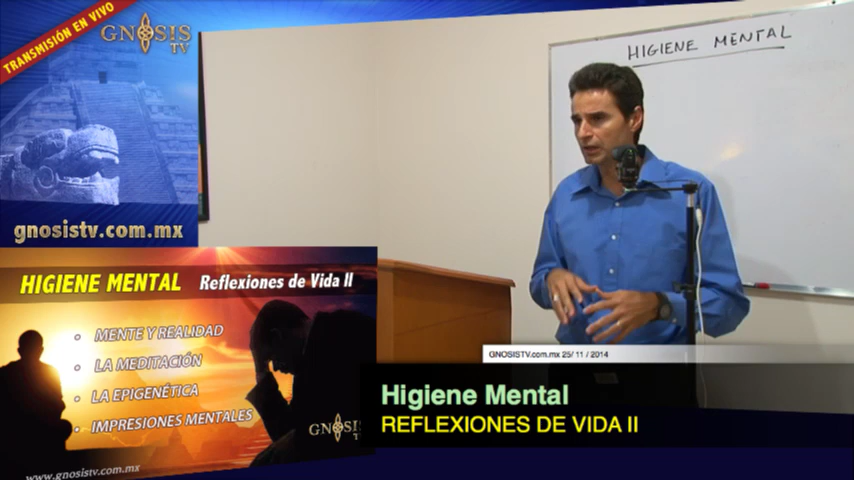 TRANSMISIÓN EN VIVO
GNOSIS
TV
gnosistv.com.mx
HIGIENE MENTAL
HIGIENE MENTAL Reflexiones de Vida II
• MENTE Y REALIDAD
• LA MEDITACIÓN
• LA EPIGENÉTICA
• IMPRESIONES MENTALES
GNOSIS
TV
www.gnosistv.com.mx
GNOSISTV.com.mx 25/ 11 / 2014
Higiene Mental
REFLEXIONES DE VIDA II